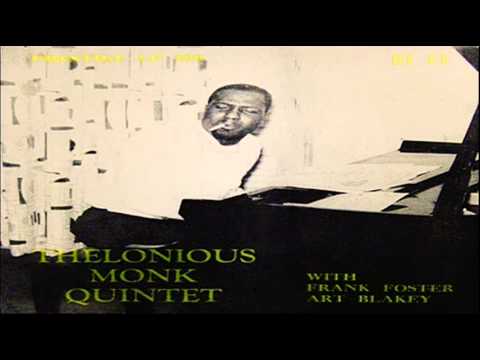 THELONIOUS
MONK
QUINTET
WITH
FRANK FOSTER
ART BLAKEY